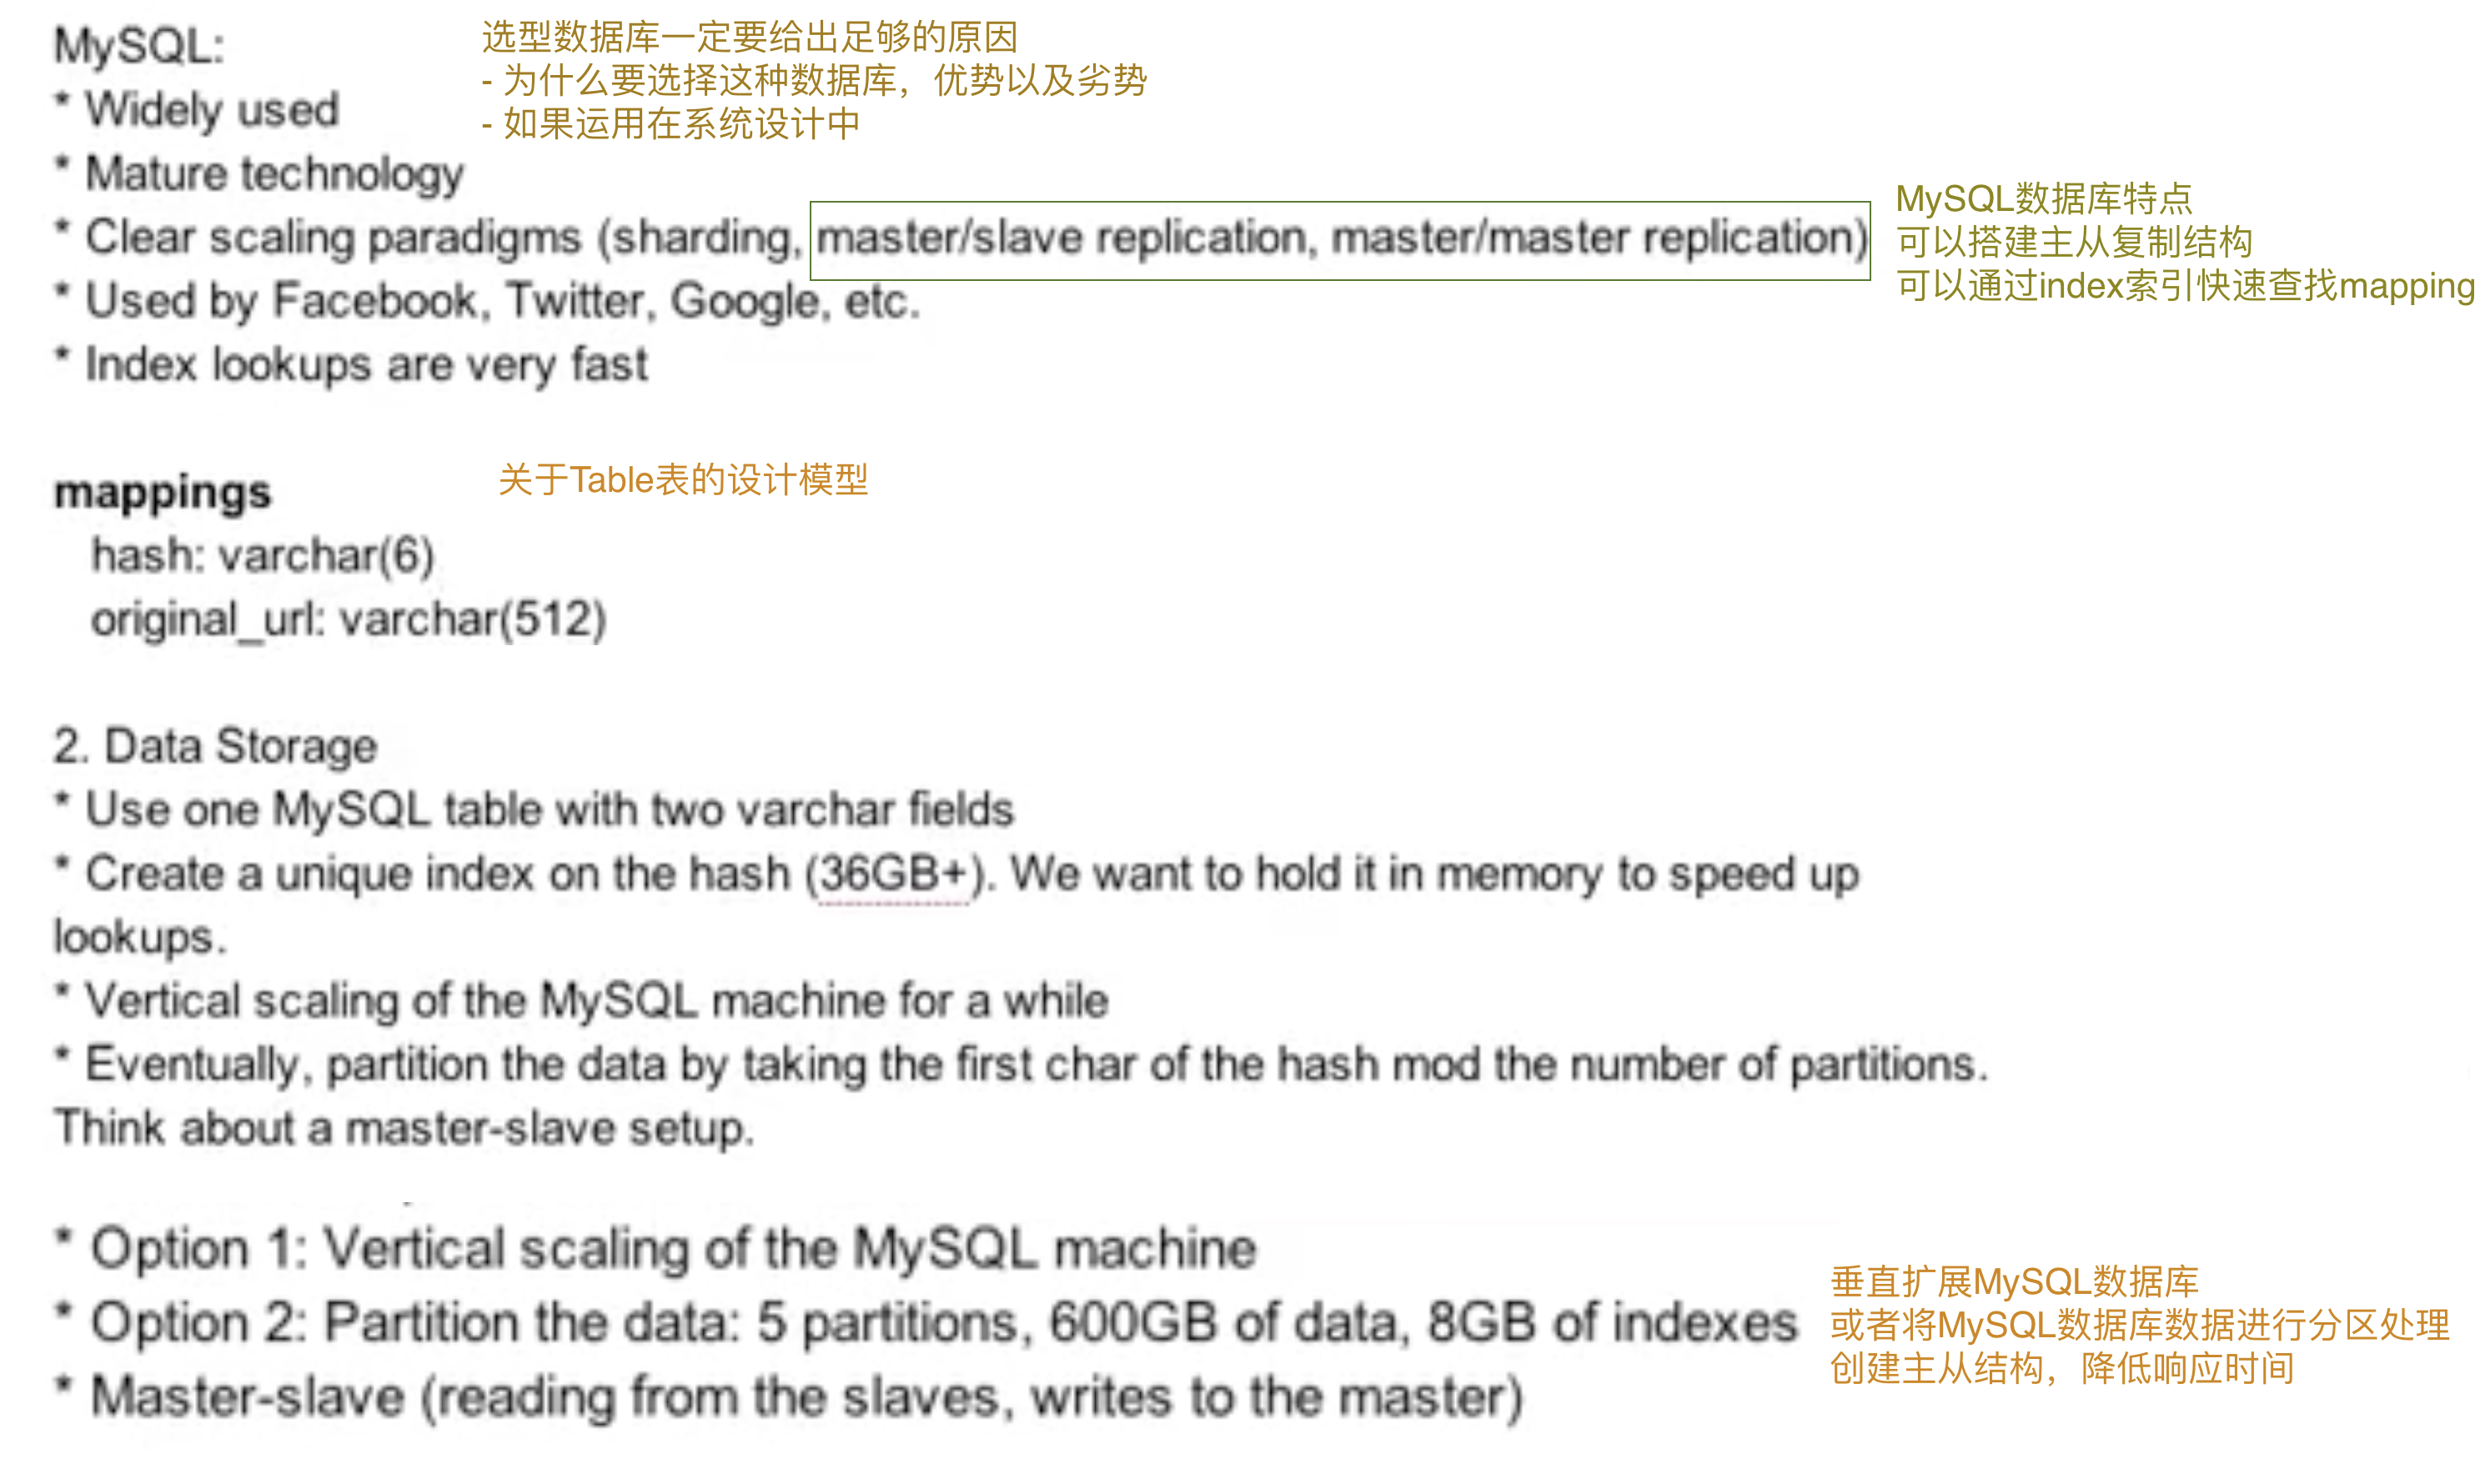 MySQL:
选型数据库一定要给出足够的原因
- 为什么要选择这种数据库，优势以及劣势
- 如果运用在系统设计中
* Widely used
* Mature technology
* Clear scaling paradigms (sharding, master/slave replication, master/master replication)
MySQL数据库特点
可以搭建主从复制结构
可以通过index索引快速查找mapping
* Used by Facebook, Twitter, Google, etc.
* Index lookups are very fast
mappings
关于Table表的设计模型
hash: varchar(6)
original_url: varchar(512)
2. Data Storage
* Use one MySQL table with two varchar fields
* Create a unique index on the hash (36GB+). We want to hold it in memory to speed up
lookups.
* Vertical scaling of the MySQL machine for a while
* Eventually, partition the data by taking the first char of the hash mod the number of partitions.
Think about a master-slave setup.
* Option 1: Vertical scaling of the MySQL machine
* Option 2: Partition the data: 5 partitions, 600GB of data, 8GB of indexes
* Master-slave (reading from the slaves, writes to the master)
垂直扩展MySQL数据库
或者将MySQL数据库数据进行分区处理
创建主从结构，降低响应时间